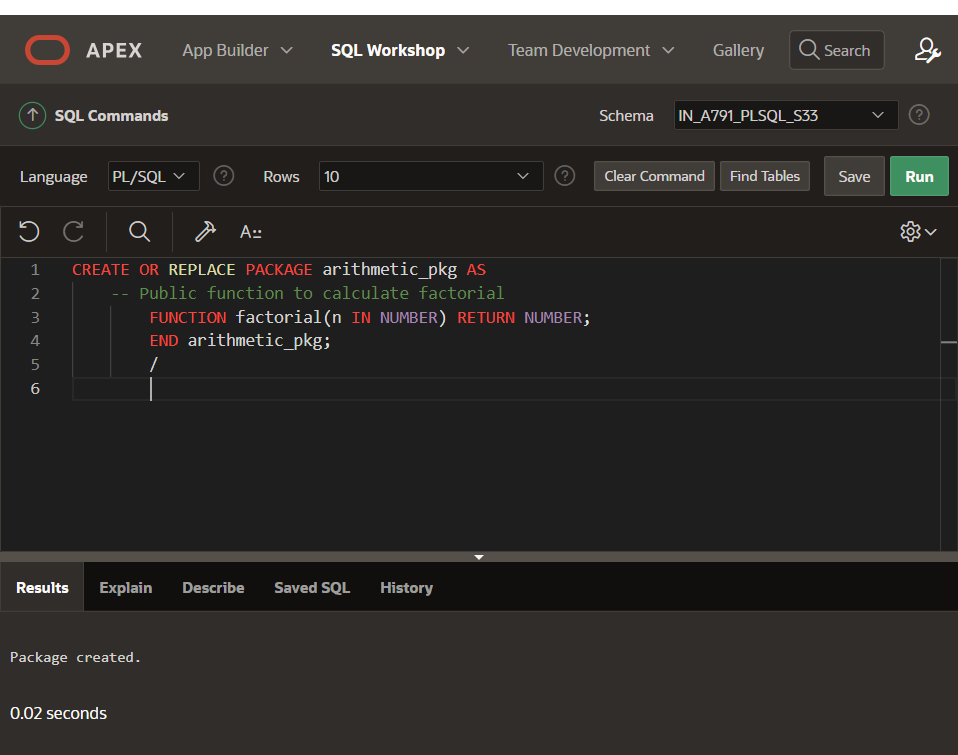 APEX App Builder SQL Workshop Team Development Gallery Search
SQL Commands Schema IN_A791_PLSQL_S33 ?
Language PL/SQL ? Rows 10 ? Clear Command Find Tables Save Run
A::
1 CREATE OR REPLACE PACKAGE arithmetic_pkg AS
2 -- Public function to calculate factorial
3 FUNCTION factorial(n IN NUMBER) RETURN NUMBER;
4 END arithmetic_pkg;
5 /
6
Results Explain Describe Saved SQL History
Package created.
0.02 seconds